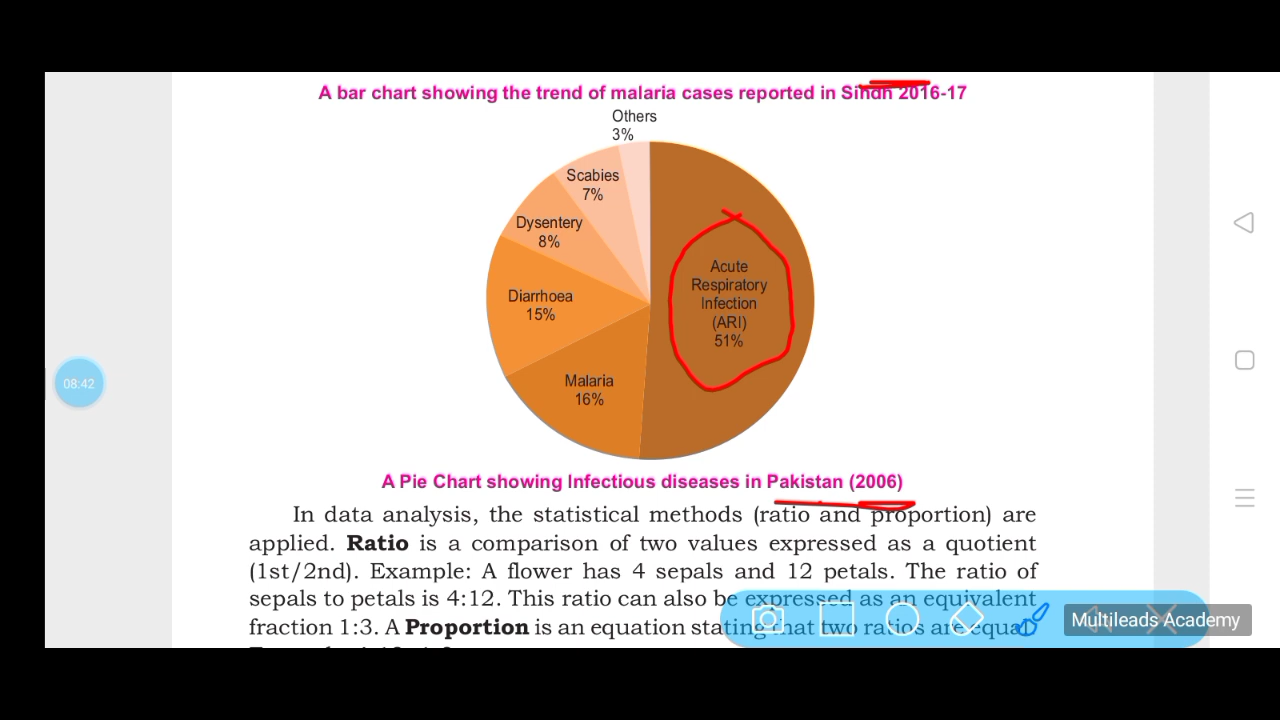 A bar chart showing the trend of malaria cases reported in Sindh 2016-17
Others
3%
Scabies
7%
Dysentery
8%
Diarrhoea
15%
Malaria
16%
Acute
Respiratory
Infection
(ARI)
51%
08:42
A Pie Chart showing Infectious diseases in Pakistan (2006)
In data analysis, the statistical methods (ratio and proportion) are
applied. Ratio is a comparison of two values expressed as a quotient
(1st/2nd). Example: A flower has 4 sepals and 12 petals. The ratio of
sepals to petals is 4:12. This ratio can also be expressed as an equivalent
fraction 1:3. A Proportion is an equation stating that two ratios are equal.
Multileads Academy